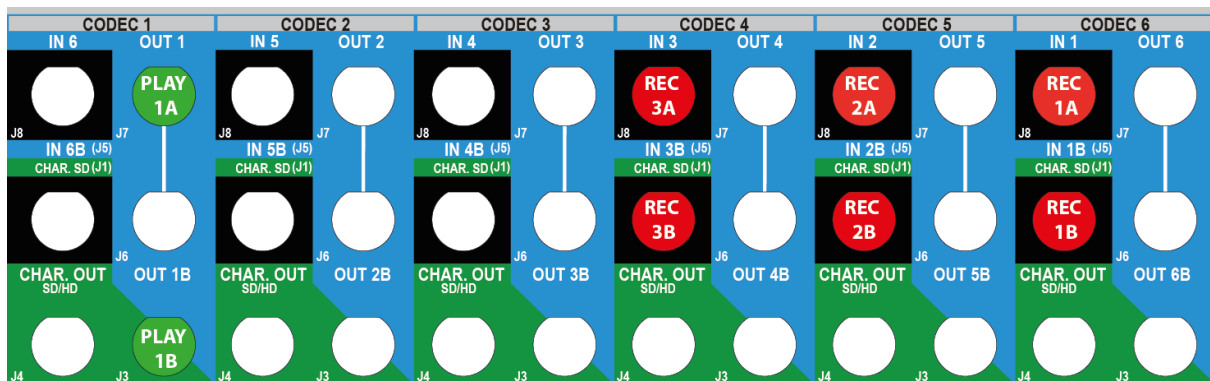 CODEC 1 CODEC 2 CODEC 3 CODEC 4 CODEC 5 CODEC 6
IN 6 OUT 1 IN 5 OUT 2 IN 4 OUT 3 IN 3 OUT 4 IN 2 OUT 5 IN 1 OUT 6
PLAY REC REC REC
1A 3A 2A 1A
J8 J7 J8 J7 J8 J7 J8 J7 J8 J7 J8 J7
IN 6B (J5) IN 5B (J5) IN 4B (J5) IN 3B (J5) IN 2B (J5) IN 1B (J5)
CHAR. SD (J1) CHAR. SD (J1) CHAR. SD (J1) CHAR. SD (J1) CHAR. SD (J1) CHAR. SD (J1)
REC REC REC
3B 2B 1B
J6 J6 J6 J6 J6 J6
CHAR. OUT OUT 1B CHAR. OUT OUT 2B CHAR. OUT OUT 3B CHAR. OUT OUT 4B CHAR. OUT OUT 5B CHAR. OUT OUT 6B
SD/HD SD/HD SD/HD SD/HD SD/HD SD/HD
PLAY
1B
J4 J3 J4 J3 J4 J3 J4 J3 J4 J3 J4 J3